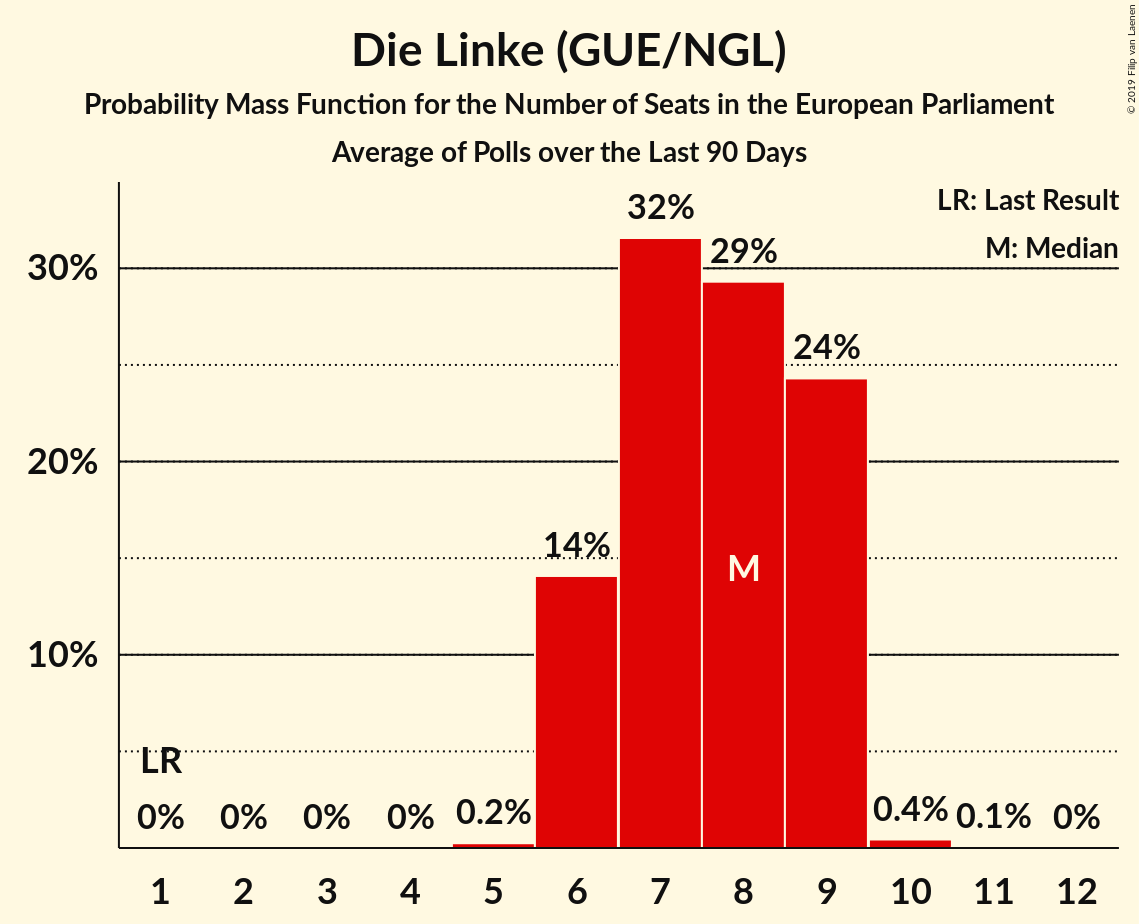 Die Linke (GUE/NGL)
Probability Mass Function for the Number of Seats in the European Parliament
Average of Polls over the Last 90 Days
© 2019 Filip van Laenen
LR: Last Result
M: Median
32%
29%
30%
24%
20%
14%
M
10%
LR
0% 0% 0% 0% 0.2% 0.4% 0.1% 0%
1 2 3 4 5 6 7 8 9 10 11 12